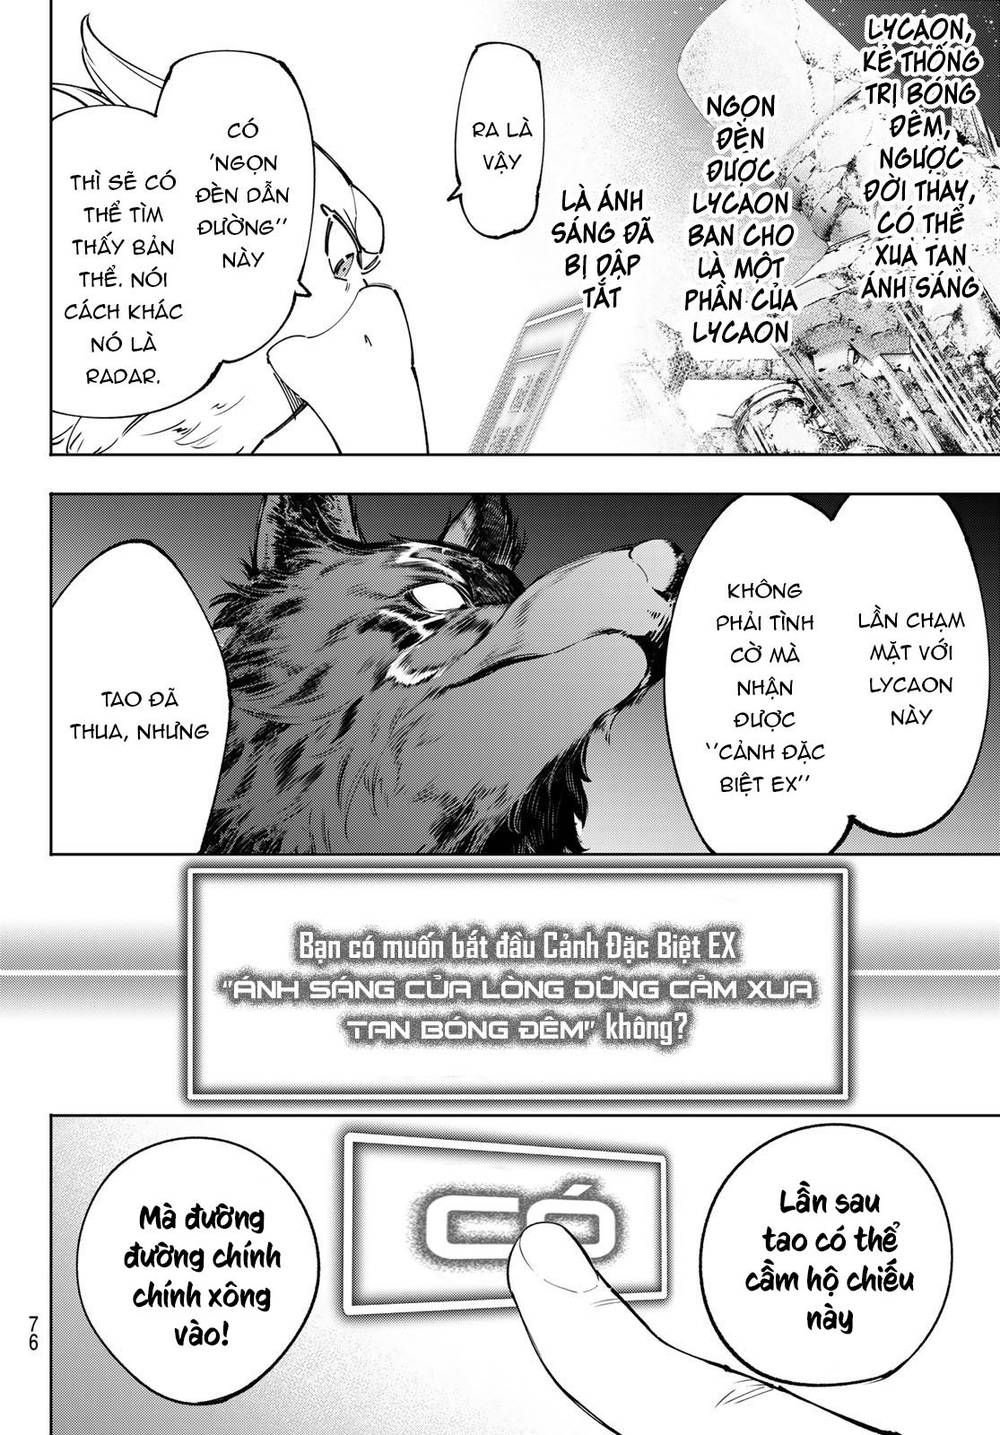 LYCAON,
KẺ THỐNG
TRỊ BÓNG
ĐÊM,
NGƯỢC
ĐỜI THAY,
CÓ THỂ
XUA TAN
ÁNH SÁNG
NGỌN
ĐÈN
ĐƯỢC
LYCAON
BAN CHO
LÀ MỘT
PHẦN CỦA
LYCAON
LÀ ÁNH
SÁNG ĐÃ
BỊ DẬP
TẮT
RA LÀ
VẬY
CÓ
'NGỌN
ĐÈN DẪN
ĐƯỜNG''
NÀY
THÌ SẼ CÓ
THỂ TÌM
THẤY BẢN
THỂ. NÓI
CÁCH KHÁC
NÓ LÀ
RADAR.
LẦN CHẠM
MẶT VỚI
LYCAON
NÀY
KHÔNG
PHẢI TÌNH
CỜ MÀ
NHẬN
ĐƯỢC
''CẢNH ĐẶC
BIỆT EX''
TAO ĐÃ
THUA, NHƯNG
Bạn có muốn bắt đầu Cảnh Đặc Biệt EX
"ÁNH SÁNG CỦA LÒNG DŨNG CẢM XUA
TAN BÓNG ĐÊM" không?
Lần sau
tao có thể
cầm hộ chiếu
này
CÓ
Mà đường
đường chính
chính xông
vào!
76